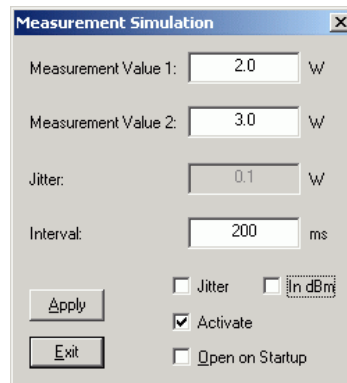 Measurement Simulation
Measurement Value 1: 2.0 W
Measurement Value 2: 3.0 W
Jitter: 0.1 W
Interval: 200 ms
Jitter In dBm
Apply
Activate
Exit
Open on Startup